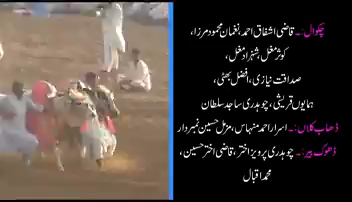 چکوال:۔ قاضی اشفاق احمد، نعمان محمود مرزا،
کوثر مغل، شہزاد مغل،
صداقت نیازی، افضل بھٹی،
ہمایوں قریشی، چوہدری ساجد سلطان
ڈھاب کلاں:۔ اسرار احمد منہاس، مزمل حسین نمبردار
ڈھوک بیر:۔ چوہدری پرویز اختر، قاضی اختر حسین،
محمد اقبال